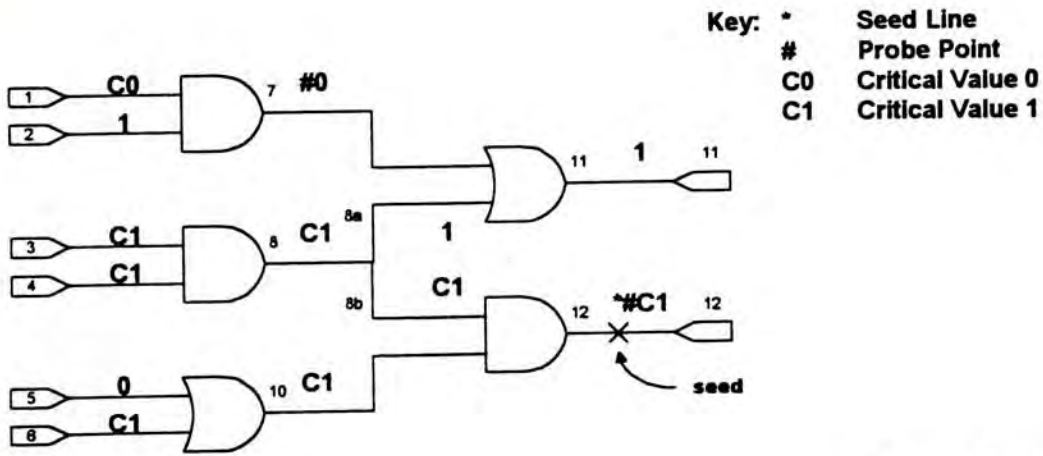 Key: * Seed Line
# Probe Point
C0 Critical Value 0
C1 Critical Value 1
1 C0 7 #0
2 1
11 1 11
3 C1 8 C1 8a 1
4 C1
8b C1
12 *#C1 12
seed
5 0 10 C1
6 C1